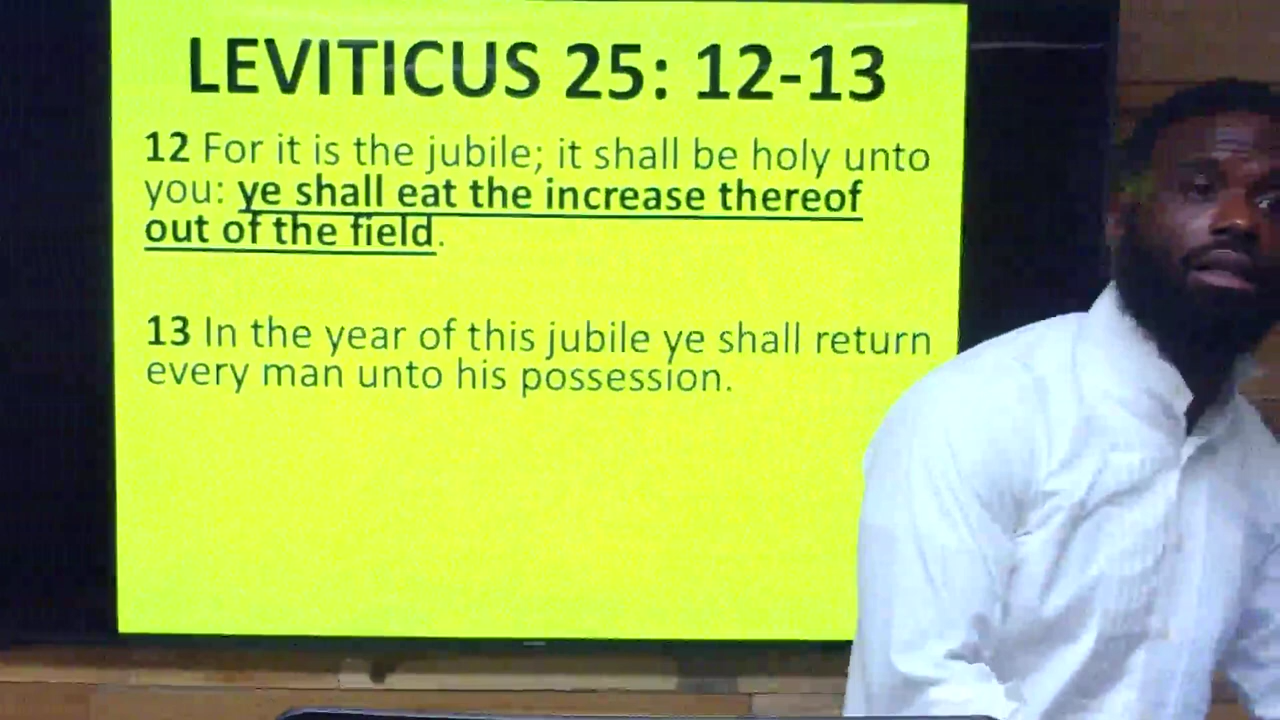 LEVITICUS 25: 12-13
12 For it is the jubile; it shall be holy unto
you: ye shall eat the increase thereof
out of the field.
13 In the year of this jubile ye shall return
every man unto his possession.